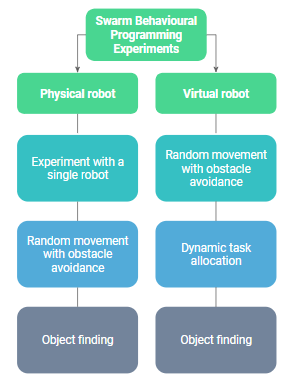 Swarm Behavioural
Programming
Experiments
Physical robot
Virtual robot
Experiment with a
single robot
Random movement
with obstacle
avoidance
Random movement
with obstacle
avoidance
Dynamic task
allocation
Object finding
Object finding